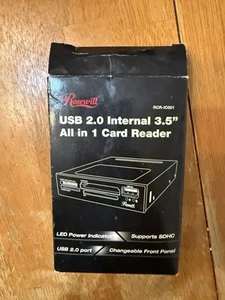 Rosewill
RCR-IC001
USB 2.0 Internal 3.5"
All in 1 Card Reader
LED Power Indicator
Supports SDHC
USB 2.0 port
Changeable Front Panel